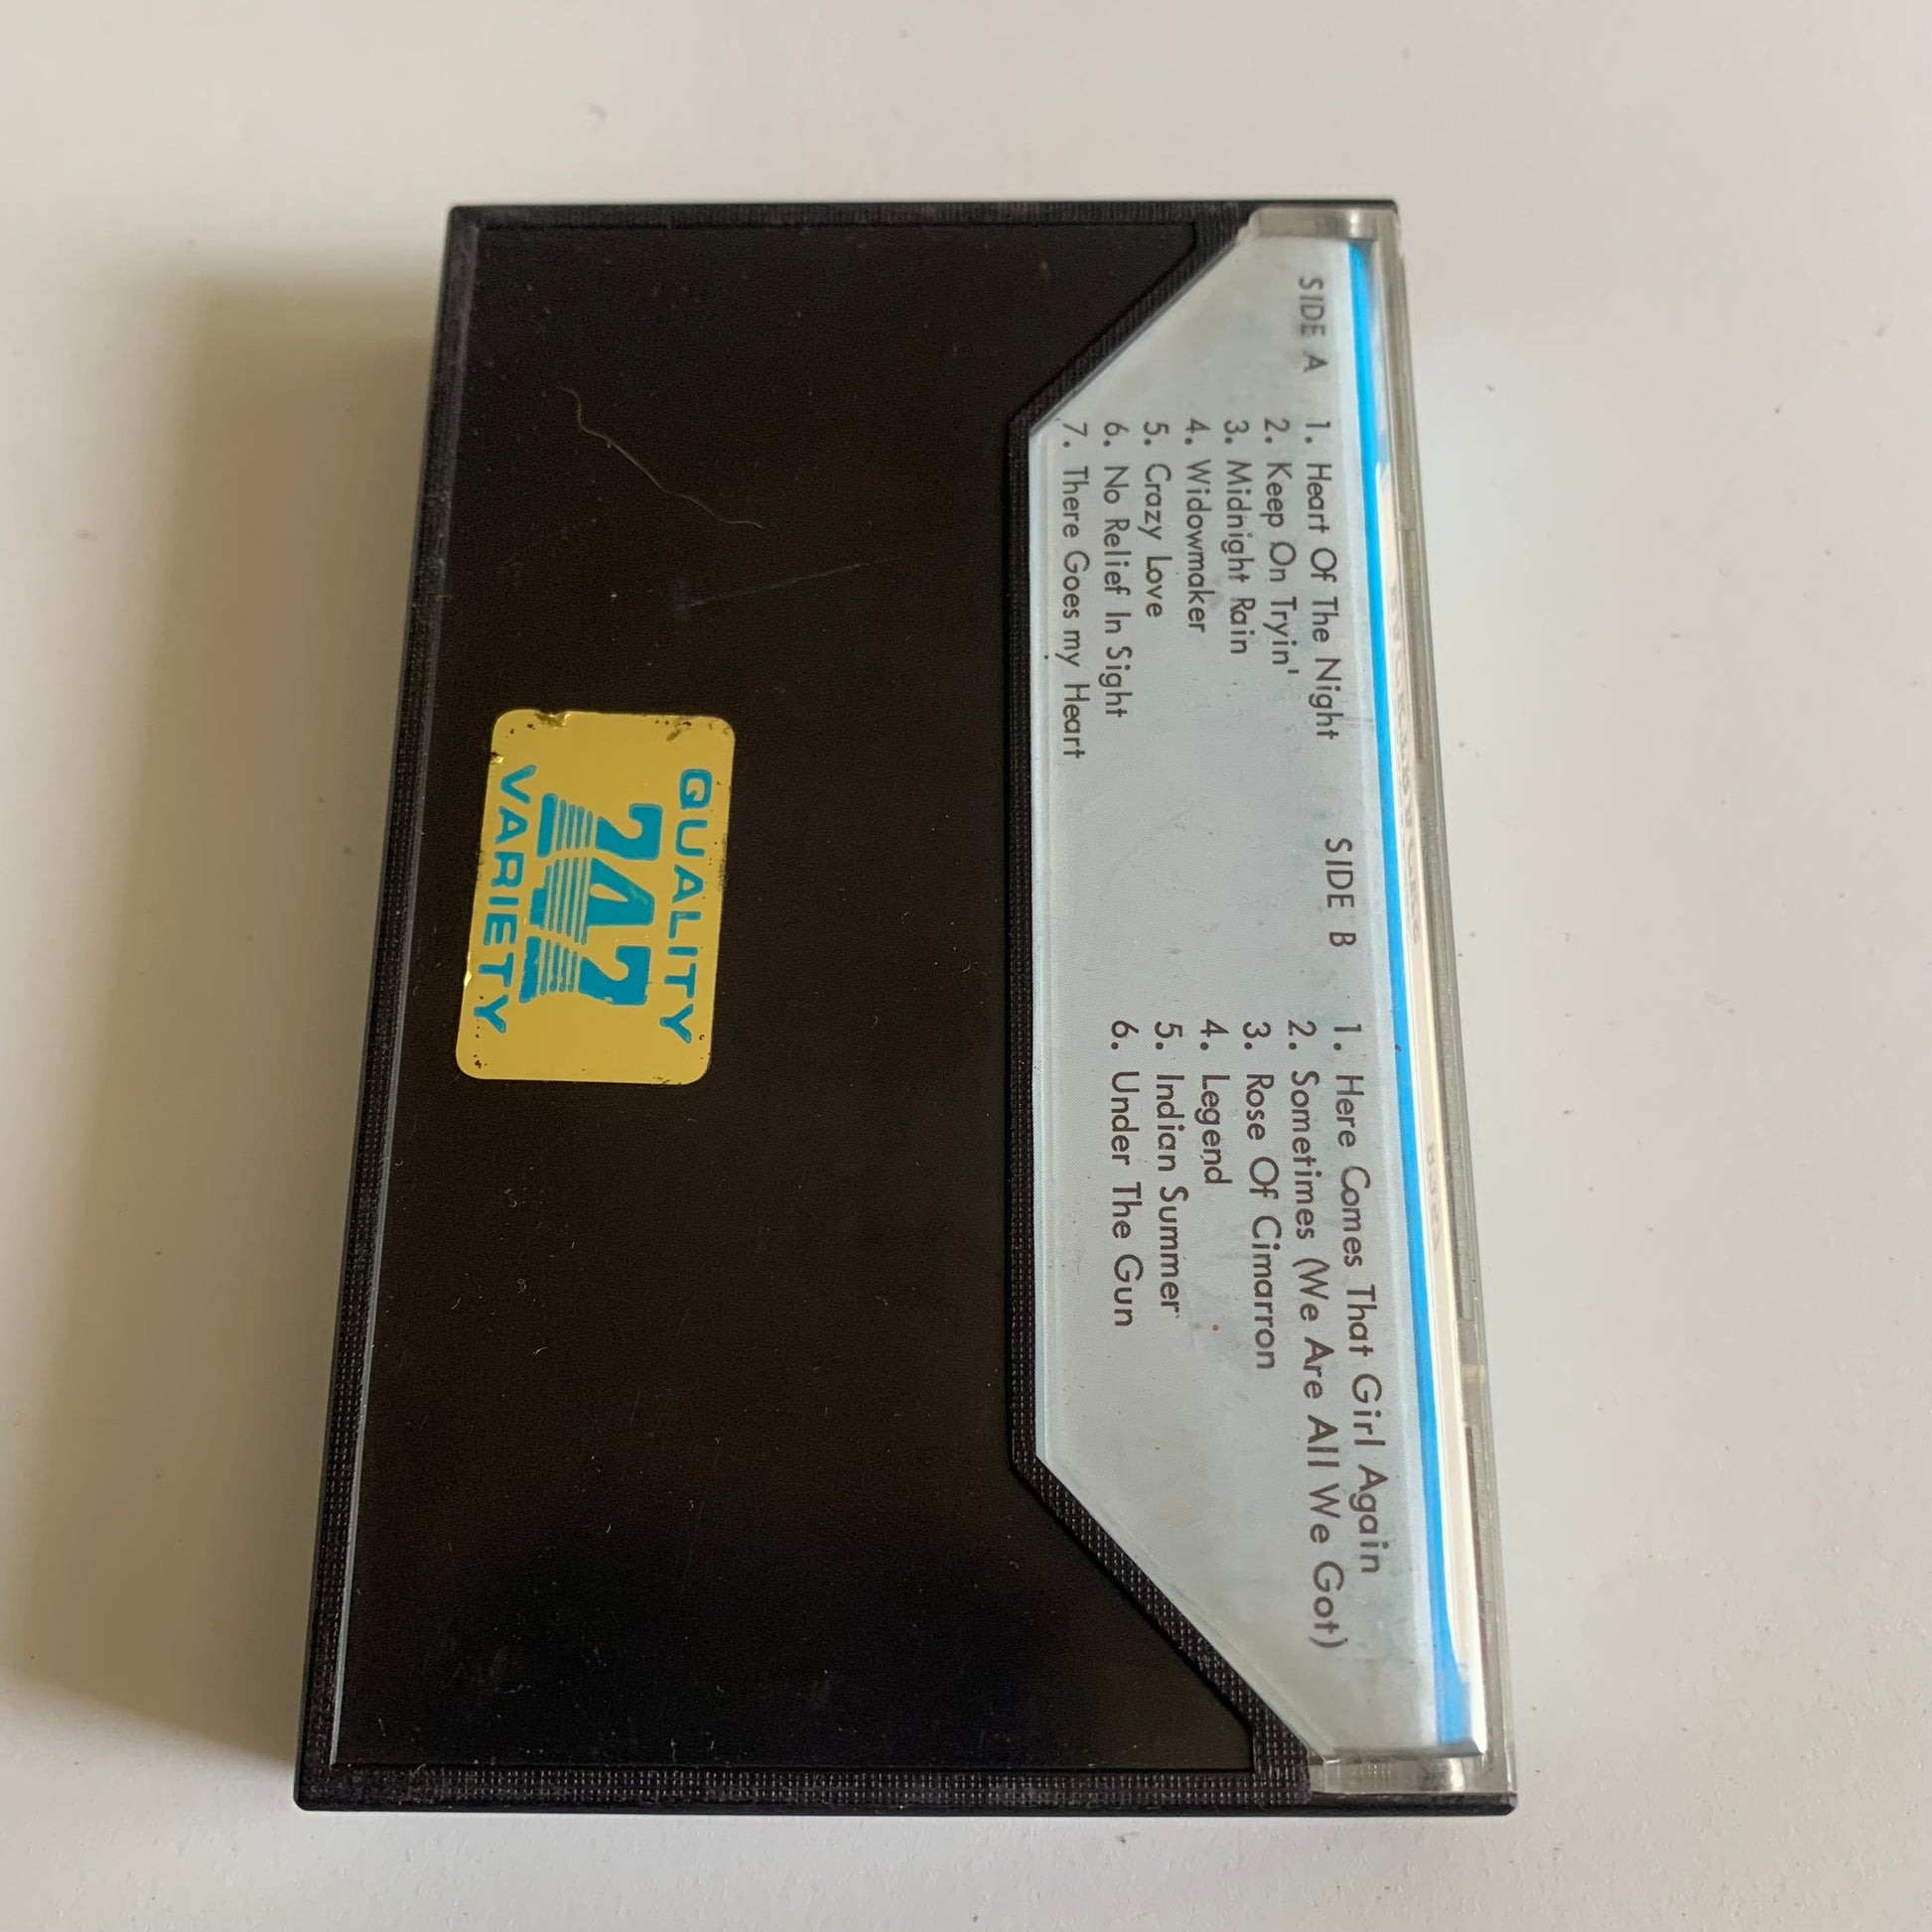 SIDE A
1. Heart Of The Night
2. Keep On Tryin'
3. Midnight Rain
4. Widowmaker
5. Crazy Love
6. No Relief In Sight
7. There Goes my Heart
SIDE B
1. Here Comes That Girl Again
2. Sometimes (We Are All We Got)
3. Rose Of Cimarron
4. Legend
5. Indian Summer
6. Under The Gun
QUALITY
747
VARIETY